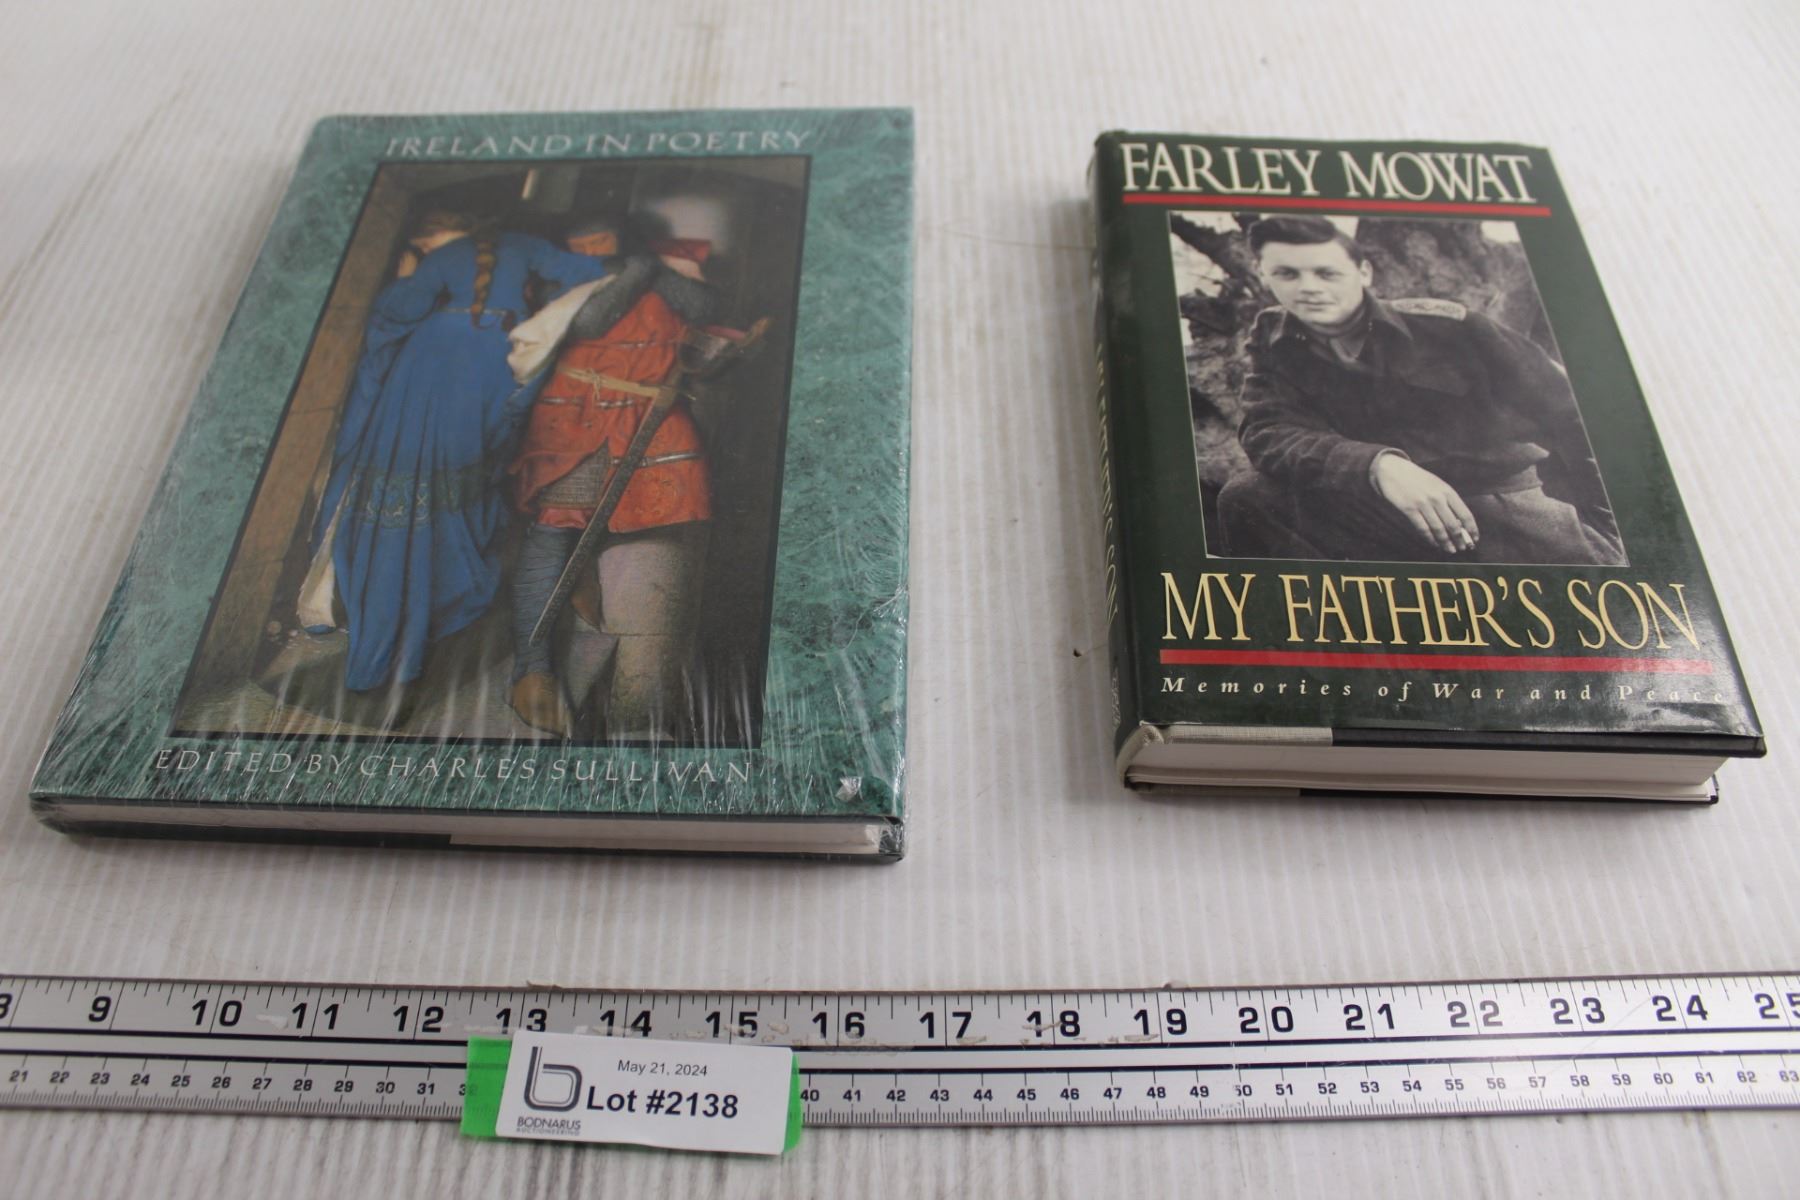 IRELAND IN POETRY
EDITED BY CHARLES SULLIVAN
FARLEY MOWAT
MY FATHER'S SON
Memories of War and Peace
9 10 11 12 13 14 15 16 17 18 19 20 21 22 23 24 25
21 22 23 24 25 26 27 28 29 30 31 40 41 42 43 44 45 46 47 48 49 50 51 52 53 54 55 56 57 58 59 60 61 62 63
May 21, 2024
Lot #2138
BODNARUS
AUCTIONEERING